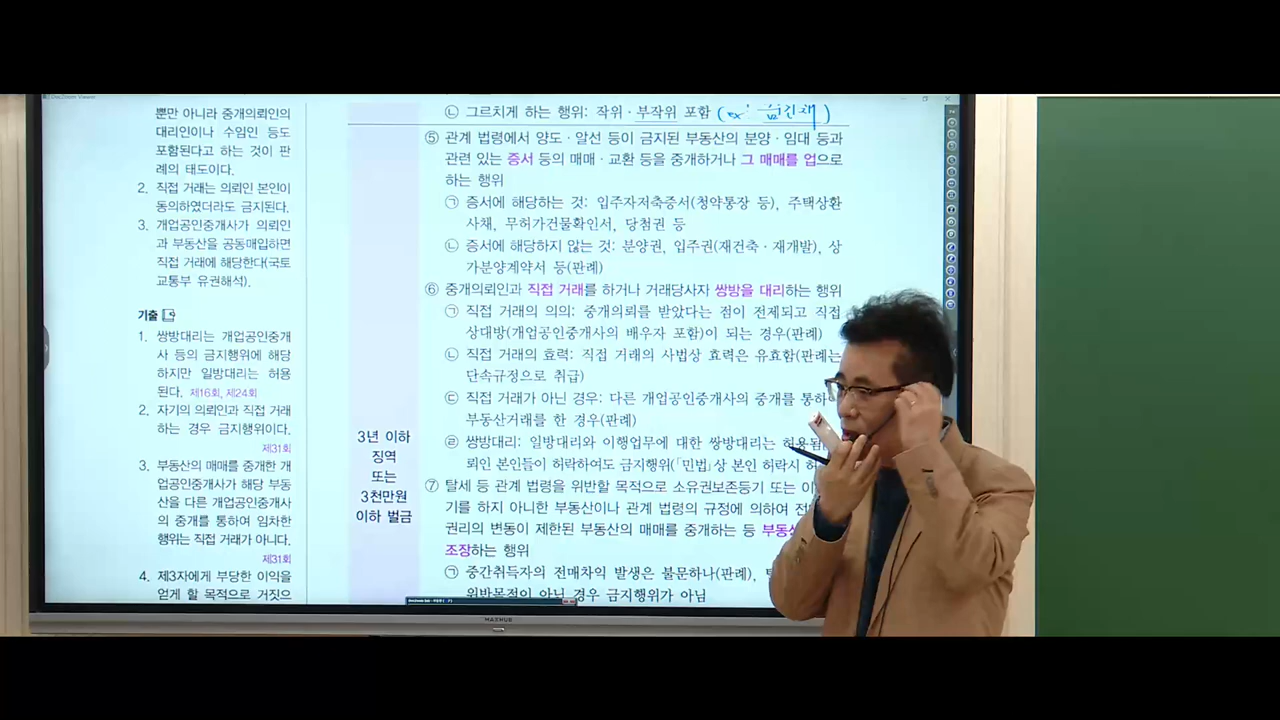 뿐만 아니라 중개의뢰인의
대리인이나 수임인 등도
포함된다고 하는 것이 판
례의 태도이다.
2. 직접 거래는 의뢰인 본인이
동의하였더라도 금지된다.
3. 개업공인중개사가 의뢰인
과 부동산을 공동매입하면
직접 거래에 해당한다(국토
교통부 유권해석).
기출
1. 쌍방대리는 개업공인중개
사 등의 금지행위에 해당
하지만 일방대리는 허용
된다. 제16회, 제24회
2. 자기의 의뢰인과 직접 거래
하는 경우 금지행위이다.
제31회
3. 부동산의 매매를 중개한 개
업공인중개사가 해당 부동
산을 다른 개업공인중개사
의 중개를 통하여 임차한
행위는 직접 거래가 아니다.
제31회
4. 제3자에게 부당한 이익을
얻게 할 목적으로 거짓으
3년 이하
징역
또는
3천만원
이하 벌금
㉡ 그르치게 하는 행위: 작위·부작위 포함 (ex.
⑤ 관계 법령에서 양도·알선 등이 금지된 부동산의 분양·임대 등과
관련 있는 증서 등의 매매·교환 등을 중개하거나 그 매매를 업으로
하는 행위
㉠ 증서에 해당하는 것: 입주자저축증서(청약통장 등), 주택상환
사채, 무허가건물확인서, 당첨권 등
㉡ 증서에 해당하지 않는 것: 분양권, 입주권(재건축·재개발), 상
가분양계약서 등(판례)
⑥ 중개의뢰인과 직접 거래를 하거나 거래당사자 쌍방을 대리하는 행위
㉠ 직접 거래의 의의: 중개의뢰를 받았다는 점이 전제되고 직접
상대방(개업공인중개사의 배우자 포함)이 되는 경우(판례)
㉡ 직접 거래의 효력: 직접 거래의 사법상 효력은 유효함(판례는
단속규정으로 취급)
㉢ 직접 거래가 아닌 경우: 다른 개업공인중개사의 중개를 통하
부동산거래를 한 경우(판례)
㉣ 쌍방대리: 일방대리와 이행업무에 대한 쌍방대리는 허용됨
뢰인 본인들이 허락하여도 금지행위(「민법」상 본인 허락시 허
⑦ 탈세 등 관계 법령을 위반할 목적으로 소유권보존등기 또는 이
기를 하지 아니한 부동산이나 관계 법령의 규정에 의하여 전
권리의 변동이 제한된 부동산의 매매를 중개하는 등 부동산
조장하는 행위
㉠ 중간취득자의 전매차익 발생은 불문하나(판례),
위반목적이 아닌 경우 금지행위가 아님
MAXHUB